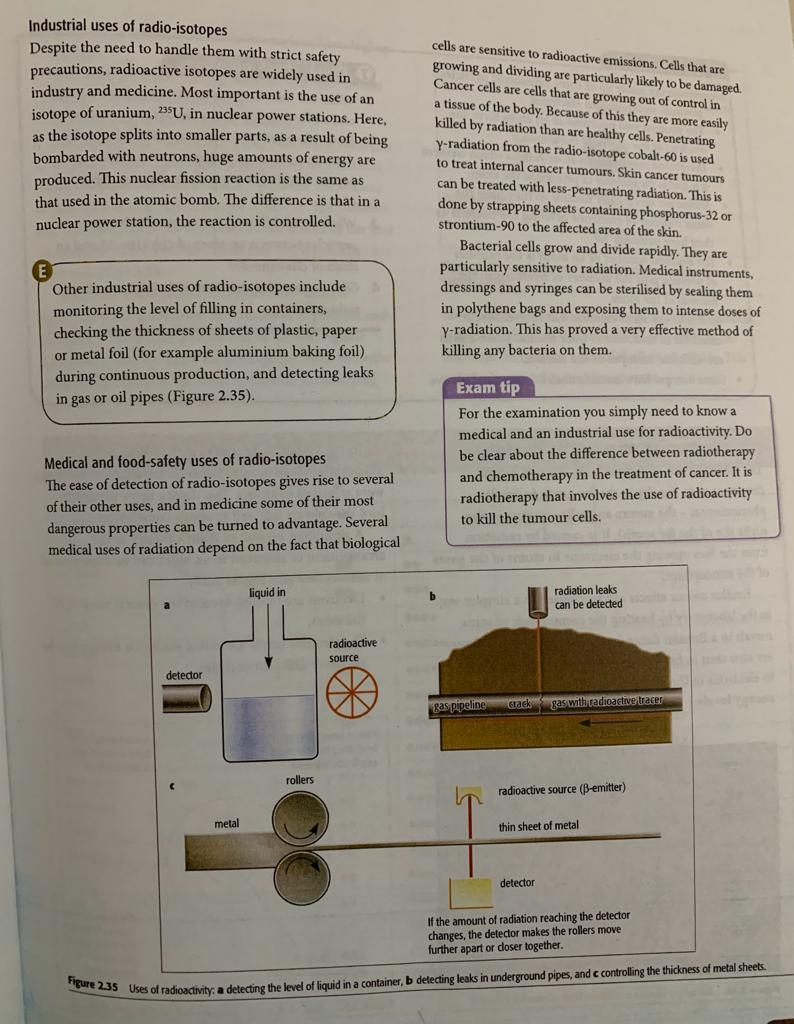 Industrial uses of radio-isotopes
Despite the need to handle them with strict safety
precautions, radioactive isotopes are widely used in
industry and medicine. Most important is the use of an
isotope of uranium, ²³⁵U, in nuclear power stations. Here,
as the isotope splits into smaller parts, as a result of being
bombarded with neutrons, huge amounts of energy are
produced. This nuclear fission reaction is the same as
that used in the atomic bomb. The difference is that in a
nuclear power station, the reaction is controlled.
E
Other industrial uses of radio-isotopes include
monitoring the level of filling in containers,
checking the thickness of sheets of plastic, paper
or metal foil (for example aluminium baking foil)
during continuous production, and detecting leaks
in gas or oil pipes (Figure 2.35).
Medical and food-safety uses of radio-isotopes
The ease of detection of radio-isotopes gives rise to several
of their other uses, and in medicine some of their most
dangerous properties can be turned to advantage. Several
medical uses of radiation depend on the fact that biological
cells are sensitive to radioactive emissions. Cells that are
growing and dividing are particularly likely to be damaged.
Cancer cells are cells that are growing out of control in
a tissue of the body. Because of this they are more easily
killed by radiation than are healthy cells. Penetrating
γ-radiation from the radio-isotope cobalt-60 is used
to treat internal cancer tumours. Skin cancer tumours
can be treated with less-penetrating radiation. This is
done by strapping sheets containing phosphorus-32 or
strontium-90 to the affected area of the skin.
Bacterial cells grow and divide rapidly. They are
particularly sensitive to radiation. Medical instruments,
dressings and syringes can be sterilised by sealing them
in polythene bags and exposing them to intense doses of
γ-radiation. This has proved a very effective method of
killing any bacteria on them.
Exam tip
For the examination you simply need to know a
medical and an industrial use for radioactivity. Do
be clear about the difference between radiotherapy
and chemotherapy in the treatment of cancer. It is
radiotherapy that involves the use of radioactivity
to kill the tumour cells.
a
liquid in
radioactive
source
detector
b
radiation leaks
can be detected
gas pipeline
crack
gas with radioactive tracer
c
rollers
metal
radioactive source (β-emitter)
thin sheet of metal
detector
If the amount of radiation reaching the detector
changes, the detector makes the rollers move
further apart or closer together.
Figure 2.35 Uses of radioactivity: a detecting the level of liquid in a container, b detecting leaks in underground pipes, and c controlling the thickness of metal sheets.